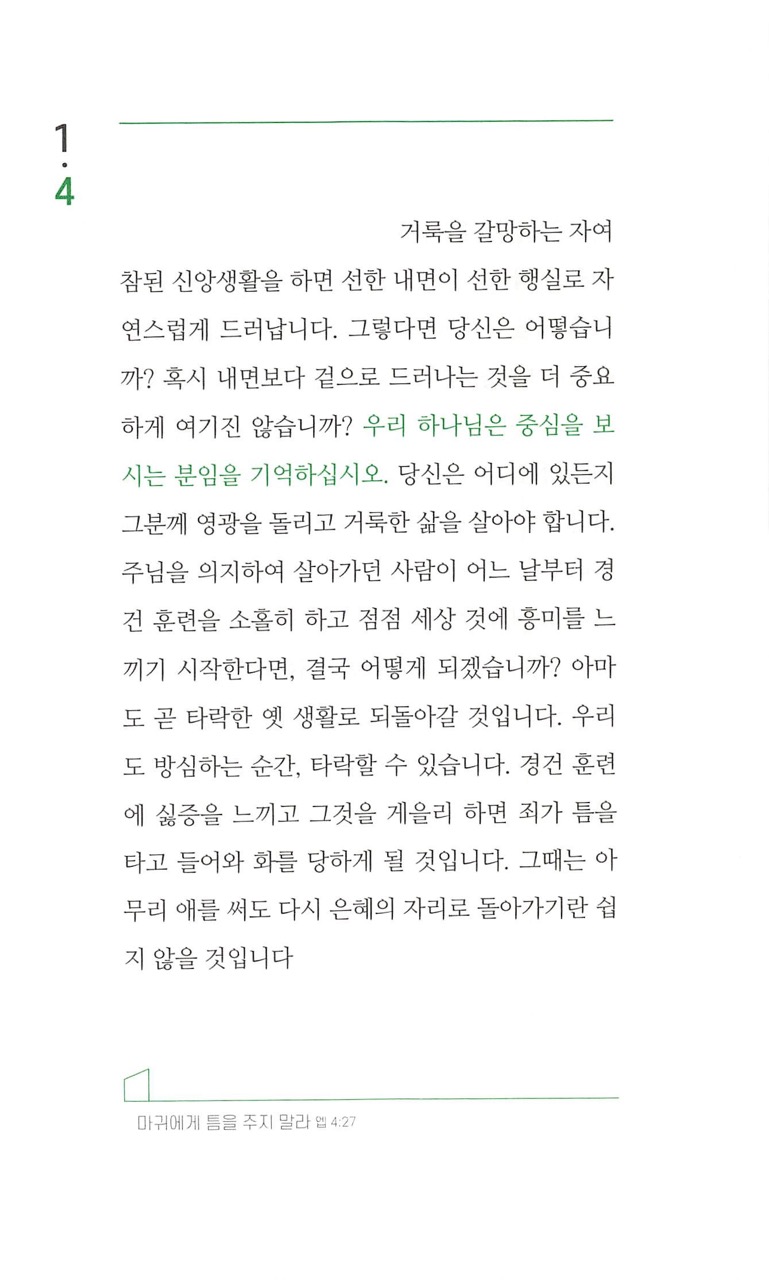 1
.
4
거룩을 갈망하는 자여
참된 신앙생활을 하면 선한 내면이 선한 행실로 자
연스럽게 드러납니다. 그렇다면 당신은 어떻습니
까? 혹시 내면보다 겉으로 드러나는 것을 더 중요
하게 여기진 않습니까? 우리 하나님은 중심을 보
시는 분임을 기억하십시오. 당신은 어디에 있든지
그분께 영광을 돌리고 거룩한 삶을 살아야 합니다.
주님을 의지하여 살아가던 사람이 어느 날부터 경
건 훈련을 소홀히 하고 점점 세상 것에 흥미를 느
끼기 시작한다면, 결국 어떻게 되겠습니까? 아마
도 곧 타락한 옛 생활로 되돌아갈 것입니다. 우리
도 방심하는 순간, 타락할 수 있습니다. 경건 훈련
에 싫증을 느끼고 그것을 게을리 하면 죄가 틈을
타고 들어와 화를 당하게 될 것입니다. 그때는 아
무리 애를 써도 다시 은혜의 자리로 돌아가기란 쉽
지 않을 것입니다
마귀에게 틈을 주지 말라 엡 4:27